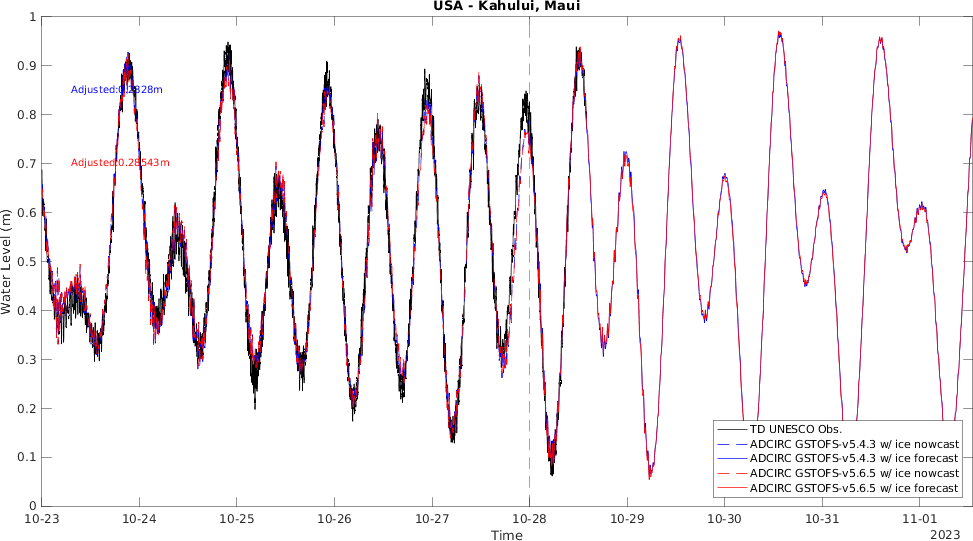 USA - Kahului, Maui
1
0.9
0.8
0.7
0.6
0.5
0.4
0.3
0.2
0.1
0
Water Level (m)
Adjusted:0.2828m
Adjusted:0.28543m
TD UNESCO Obs.
ADCIRC GSTOFS-v5.4.3 w/ ice nowcast
ADCIRC GSTOFS-v5.4.3 w/ ice forecast
ADCIRC GSTOFS-v5.6.5 w/ ice nowcast
ADCIRC GSTOFS-v5.6.5 w/ ice forecast
10-23 10-24 10-25 10-26 10-27 10-28 10-29 10-30 10-31 11-01
Time
2023